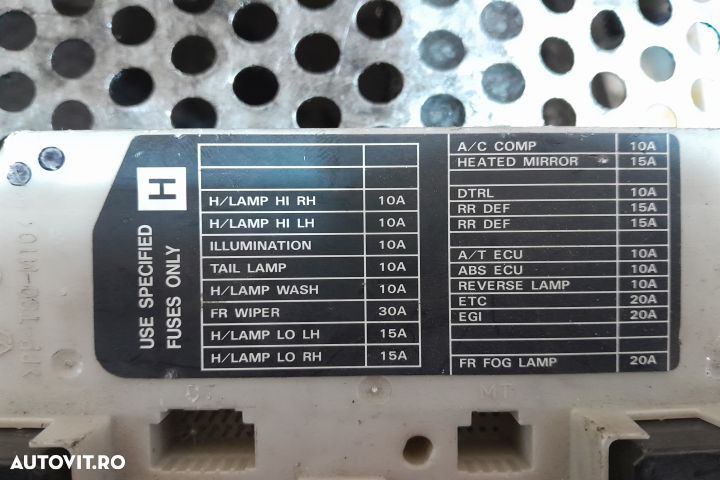 H
USE SPECIFIED
FUSES ONLY
H/LAMP HI RH 10A
H/LAMP HI LH 10A
ILLUMINATION 10A
TAIL LAMP 10A
H/LAMP WASH 10A
FR WIPER 30A
H/LAMP LO LH 15A
H/LAMP LO RH 15A
A/C COMP 10A
HEATED MIRROR 15A
DTRL 10A
RR DEF 15A
RR DEF 15A
A/T ECU 10A
ABS ECU 10A
REVERSE LAMP 10A
ETC 20A
EGI 20A
FR FOG LAMP 20A
MT
AUTOVIT.RO